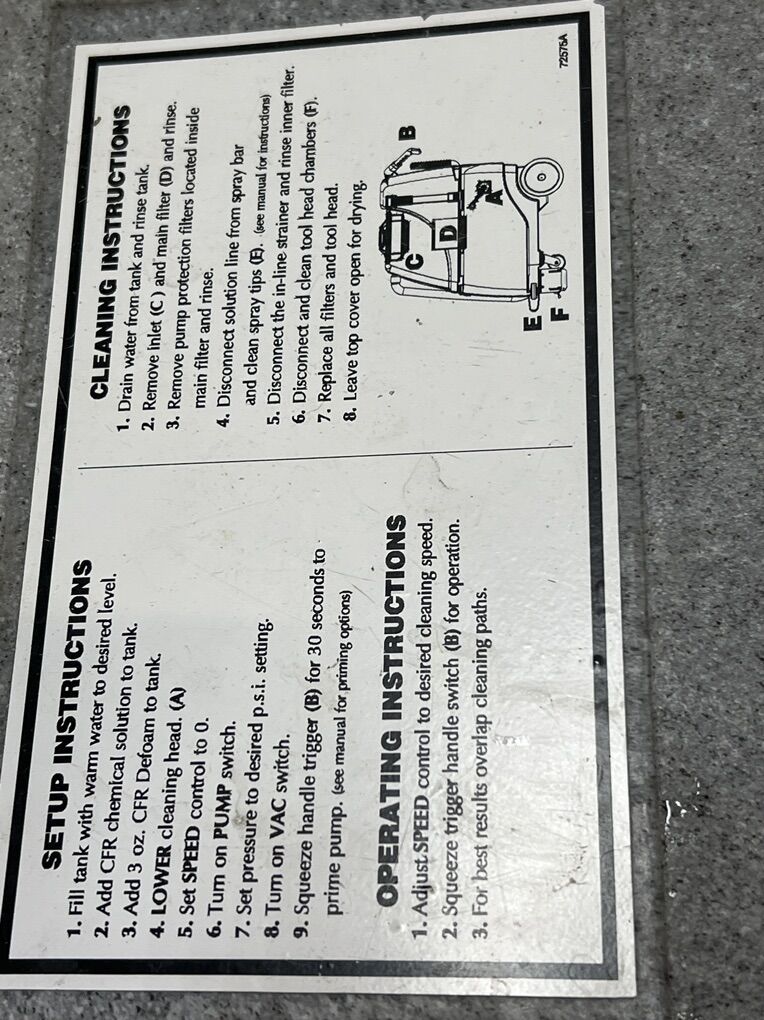 SETUP INSTRUCTIONS
1. Fill tank with warm water to desired level.
2. Add CFR chemical solution to tank.
3. Add 3 oz. CFR Defoam to tank.
4. LOWER cleaning head. (A)
5. Set SPEED control to 0.
6. Turn on PUMP switch.
7. Set pressure to desired p.s.i. setting.
8. Turn on VAC switch.
9. Squeeze handle trigger (B) for 30 seconds to
prime pump. (see manual for priming options)
OPERATING INSTRUCTIONS
1. Adjust SPEED control to desired cleaning speed.
2. Squeeze trigger handle switch (B) for operation.
3. For best results overlap cleaning paths.
CLEANING INSTRUCTIONS
1. Drain water from tank and rinse tank.
2. Remove inlet (C ) and main filter (D) and rinse.
3. Remove pump protection filters located inside
main filter and rinse.
4. Disconnect solution line from spray bar
and clean spray tips (E). (see manual for instructions)
5. Disconnect the in-line strainer and rinse inner filter.
6. Disconnect and clean tool head chambers (F).
7. Replace all filters and tool head.
8. Leave top cover open for drying.
C
B
D
A
E
F
72575A